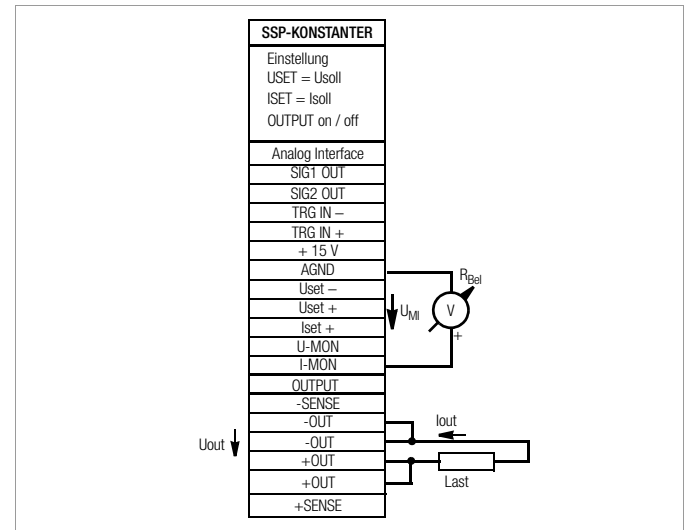 SSP-KONSTANTER
Einstellung
USET = Usoll
ISET = Isoll
OUTPUT on / off
Analog Interface
SIG1 OUT
SIG2 OUT
TRG IN –
TRG IN +
+ 15 V
AGND
RBel
Uset –
Uset +
UMI
V
Iset +
+
U-MON
I-MON
OUTPUT
-SENSE
-OUT
Iout
Uout
-OUT
+OUT
+OUT
Last
+SENSE